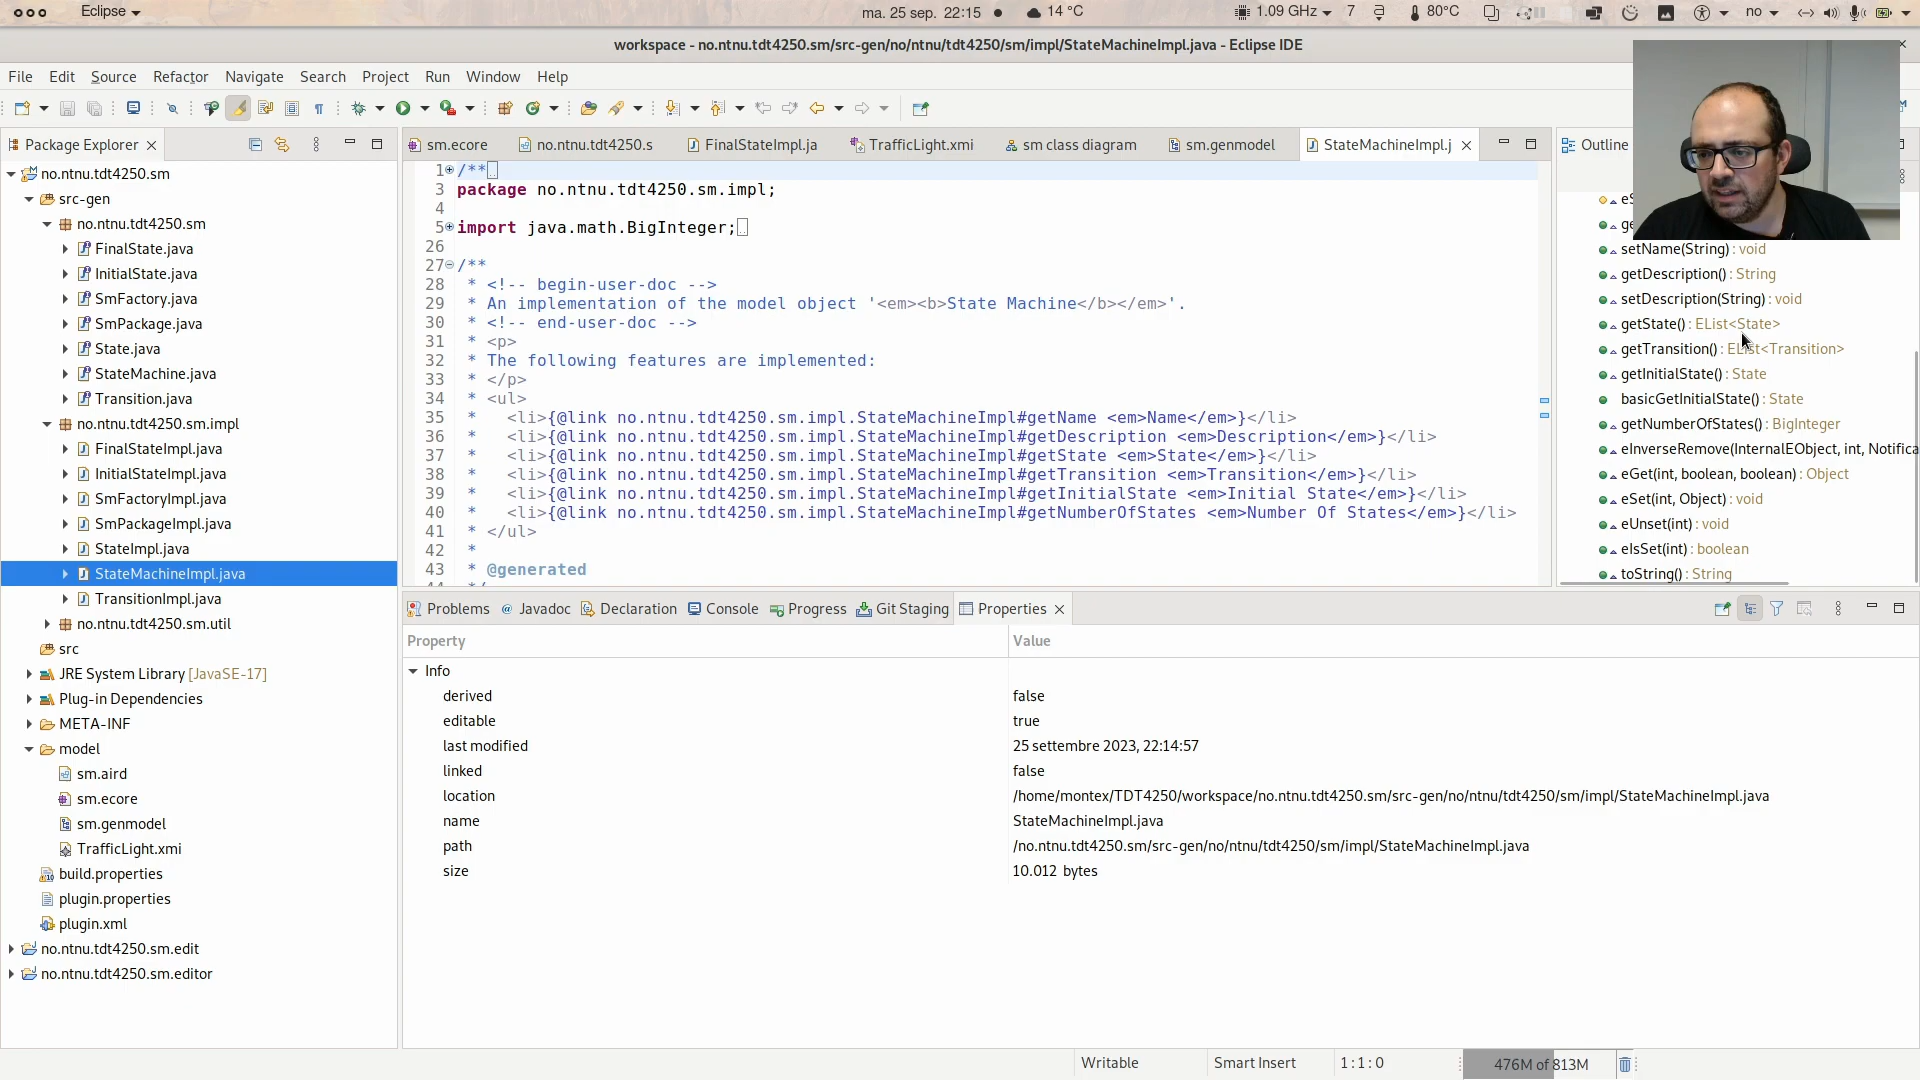 Eclipse
ma. 25 sep. 22:15
14 °C
1.09 GHz
7
80°C
no
workspace - no.ntnu.tdt4250.sm/src-gen/no/ntnu/tdt4250/sm/impl/StateMachineImpl.java - Eclipse IDE
File Edit Source Refactor Navigate Search Project Run Window Help
Package Explorer
no.ntnu.tdt4250.sm
src-gen
no.ntnu.tdt4250.sm
FinalState.java
InitialState.java
SmFactory.java
SmPackage.java
State.java
StateMachine.java
Transition.java
no.ntnu.tdt4250.sm.impl
FinalStateImpl.java
InitialStateImpl.java
SmFactoryImpl.java
SmPackageImpl.java
StateImpl.java
StateMachineImpl.java
TransitionImpl.java
no.ntnu.tdt4250.sm.util
src
JRE System Library [JavaSE-17]
Plug-in Dependencies
META-INF
model
sm.aird
sm.ecore
sm.genmodel
TrafficLight.xmi
build.properties
plugin.properties
plugin.xml
no.ntnu.tdt4250.sm.edit
no.ntnu.tdt4250.sm.editor
sm.ecore
no.ntnu.tdt4250.s
FinalStateImpl.ja
TrafficLight.xmi
sm class diagram
sm.genmodel
StateMachineImpl.j
1 /**
3 package no.ntnu.tdt4250.sm.impl;
4
5 import java.math.BigInteger;
26
27 /**
28 * <!-- begin-user-doc -->
29 * An implementation of the model object '<em><b>State Machine</b></em>'.
30 * <!-- end-user-doc -->
31 * <p>
32 * The following features are implemented:
33 * </p>
34 * <ul>
35 * <li>{@link no.ntnu.tdt4250.sm.impl.StateMachineImpl#getName <em>Name</em>}</li>
36 * <li>{@link no.ntnu.tdt4250.sm.impl.StateMachineImpl#getDescription <em>Description</em>}</li>
37 * <li>{@link no.ntnu.tdt4250.sm.impl.StateMachineImpl#getState <em>State</em>}</li>
38 * <li>{@link no.ntnu.tdt4250.sm.impl.StateMachineImpl#getTransition <em>Transition</em>}</li>
39 * <li>{@link no.ntnu.tdt4250.sm.impl.StateMachineImpl#getInitialState <em>Initial State</em>}</li>
40 * <li>{@link no.ntnu.tdt4250.sm.impl.StateMachineImpl#getNumberOfStates <em>Number Of States</em>}</li>
41 * </ul>
42 *
43 * @generated
44 */
Outline
setName(String) : void
getDescription() : String
setDescription(String) : void
getState() : EList<State>
getTransition() : EList<Transition>
getInitialState() : State
basicGetInitialState() : State
getNumberOfStates() : BigInteger
eInverseRemove(InternalEObject, int, Notifica
eGet(int, boolean, boolean) : Object
eSet(int, Object) : void
eUnset(int) : void
eIsSet(int) : boolean
toString() : String
Problems
Javadoc
Declaration
Console
Progress
Git Staging
Properties
Property Value
Info
derived false
editable true
last modified 25 settembre 2023, 22:14:57
linked false
location /home/montex/TDT4250/workspace/no.ntnu.tdt4250.sm/src-gen/no/ntnu/tdt4250/sm/impl/StateMachineImpl.java
name StateMachineImpl.java
path /no.ntnu.tdt4250.sm/src-gen/no/ntnu/tdt4250/sm/impl/StateMachineImpl.java
size 10.012 bytes
Writable
Smart Insert
1:1:0
476M of 813M